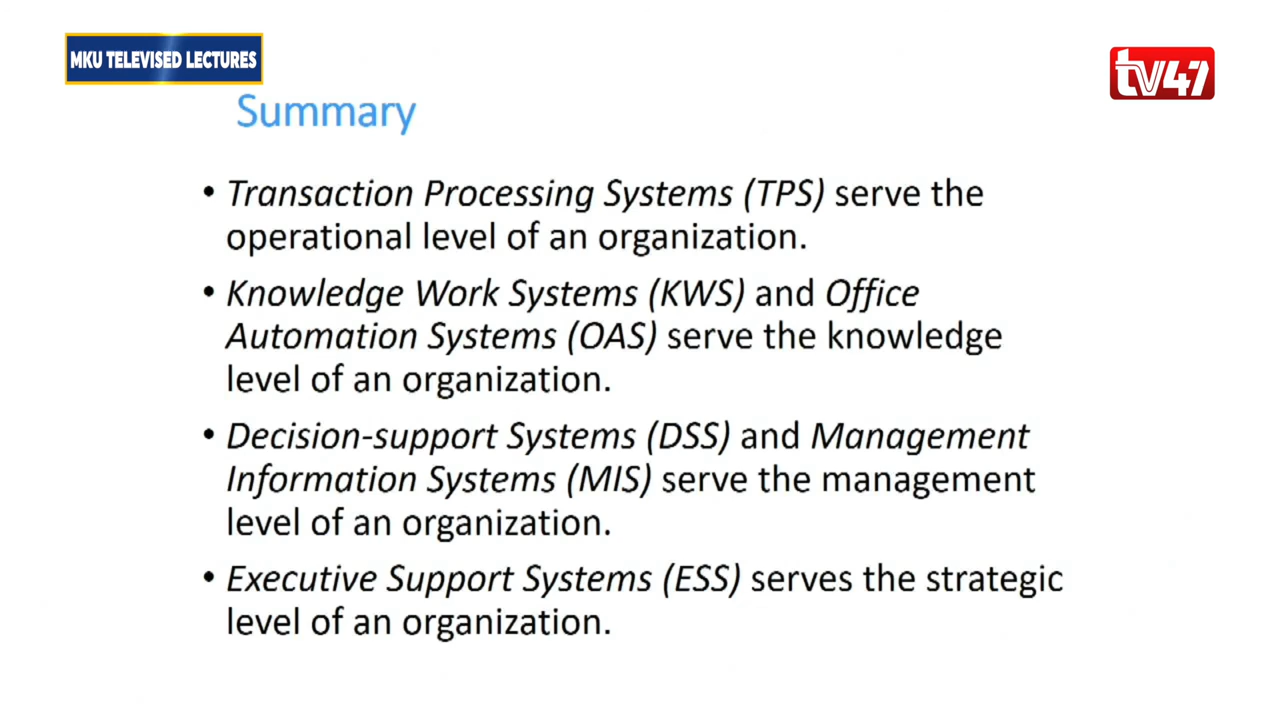 MKU TELEVISED LECTURES
tv47
Summary
• Transaction Processing Systems (TPS) serve the
operational level of an organization.
• Knowledge Work Systems (KWS) and Office
Automation Systems (OAS) serve the knowledge
level of an organization.
• Decision-support Systems (DSS) and Management
Information Systems (MIS) serve the management
level of an organization.
• Executive Support Systems (ESS) serves the strategic
level of an organization.